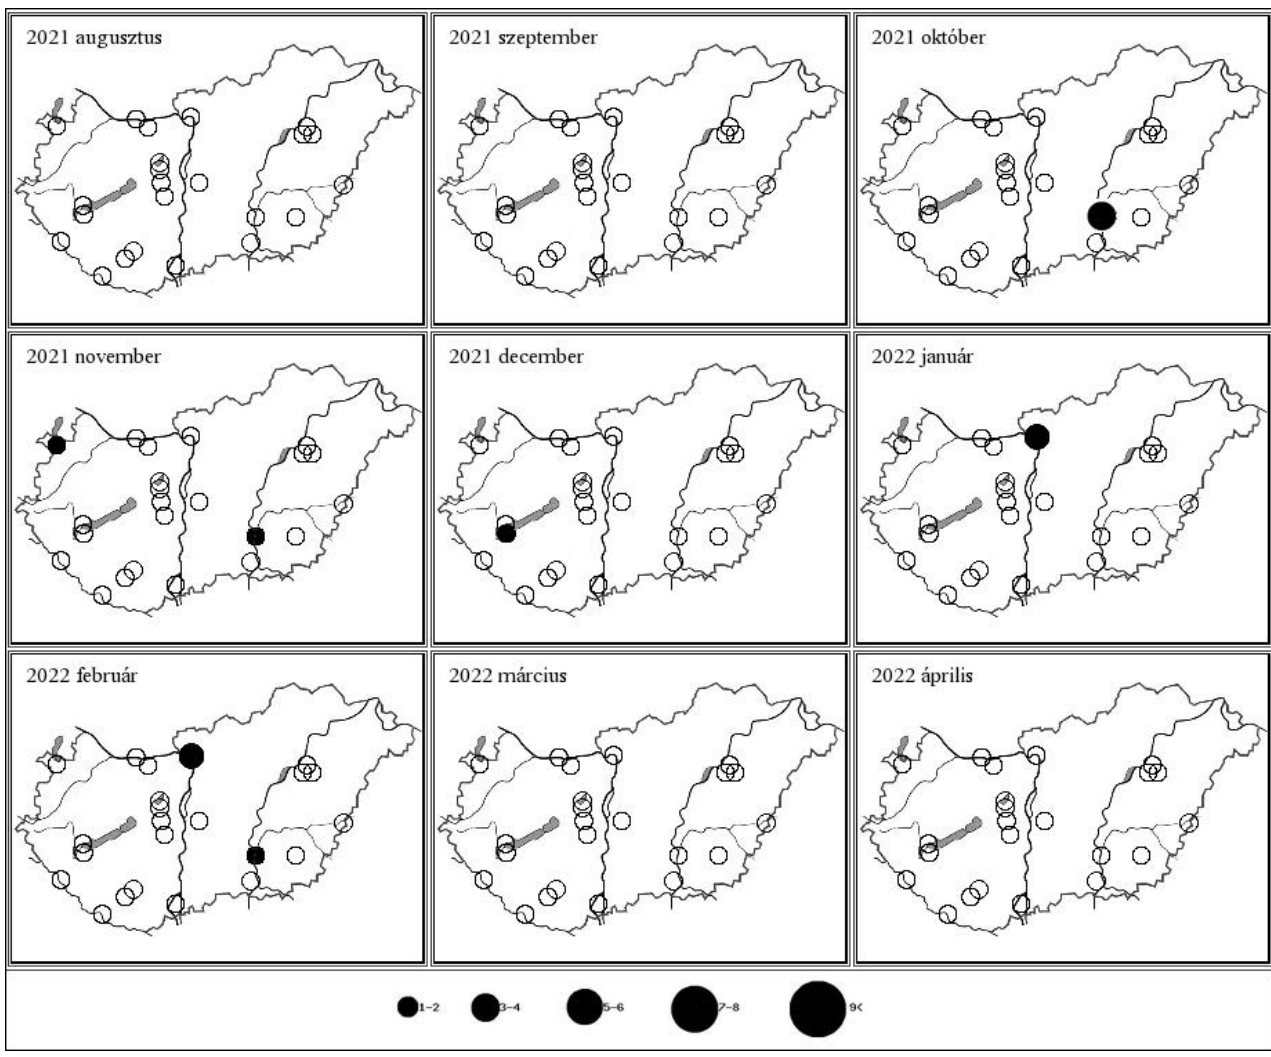 2021 augusztus
2021 szeptember
2021 október
2021 november
2021 december
2022 január
2022 február
2022 március
2022 április
1-2 3-4 5-6 7-8 9<